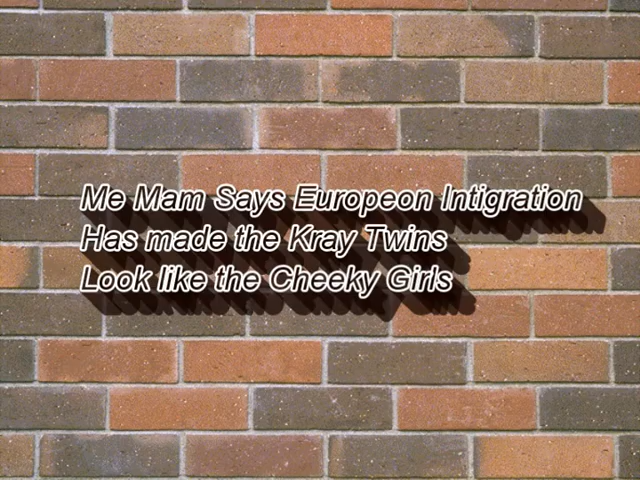 Me Mam Says Europeon Intigration
Has made the Kray Twins
Look like the Cheeky Girls